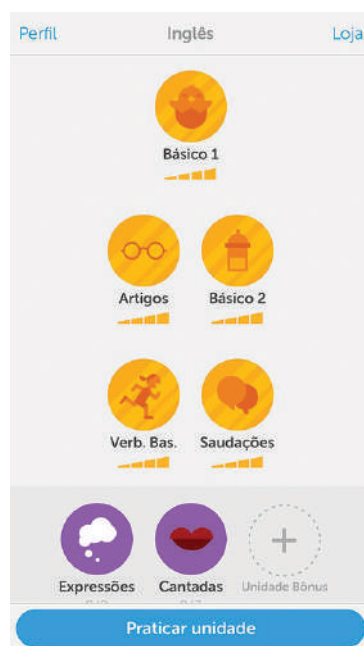 Perfil Inglês Loja
Básico 1
Artigos Básico 2
Verb. Bas. Saudações
Expressões Cantadas Unidade Bônus
Praticar unidade